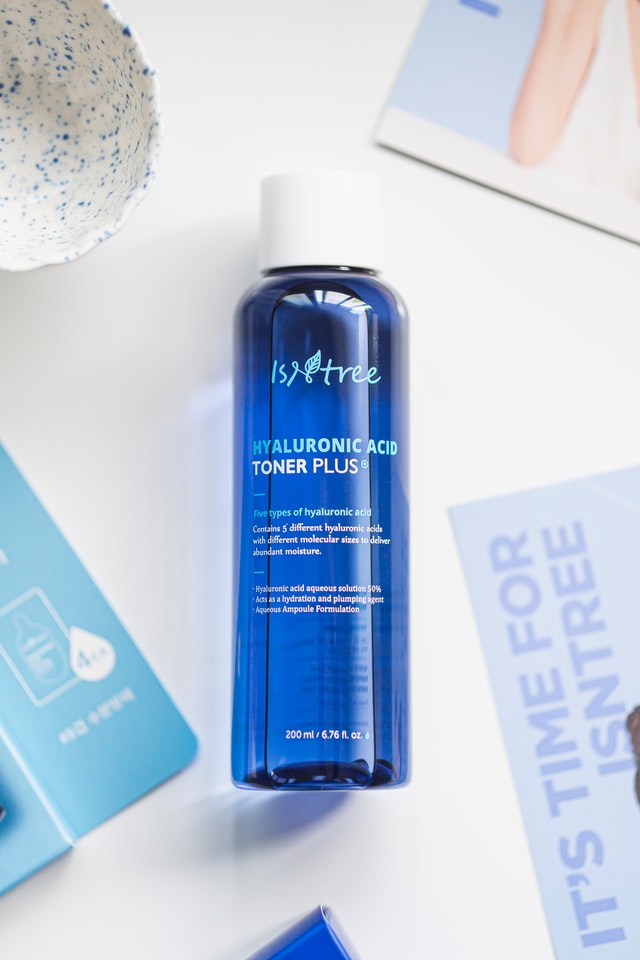 IsNtree
HYALURONIC ACID
TONER PLUS+
Five types of hyaluronic acid
Contains 5 different hyaluronic acids
with different molecular sizes to deliver
abundant moisture.
· Hyaluronic acid aqueous solution 50%
· Acts as a hydration and plumping agent
· Aqueous Ampoule Formulation
200 ml / 6.76 fl. oz.
IT'S TIME FOR
ISNTREE